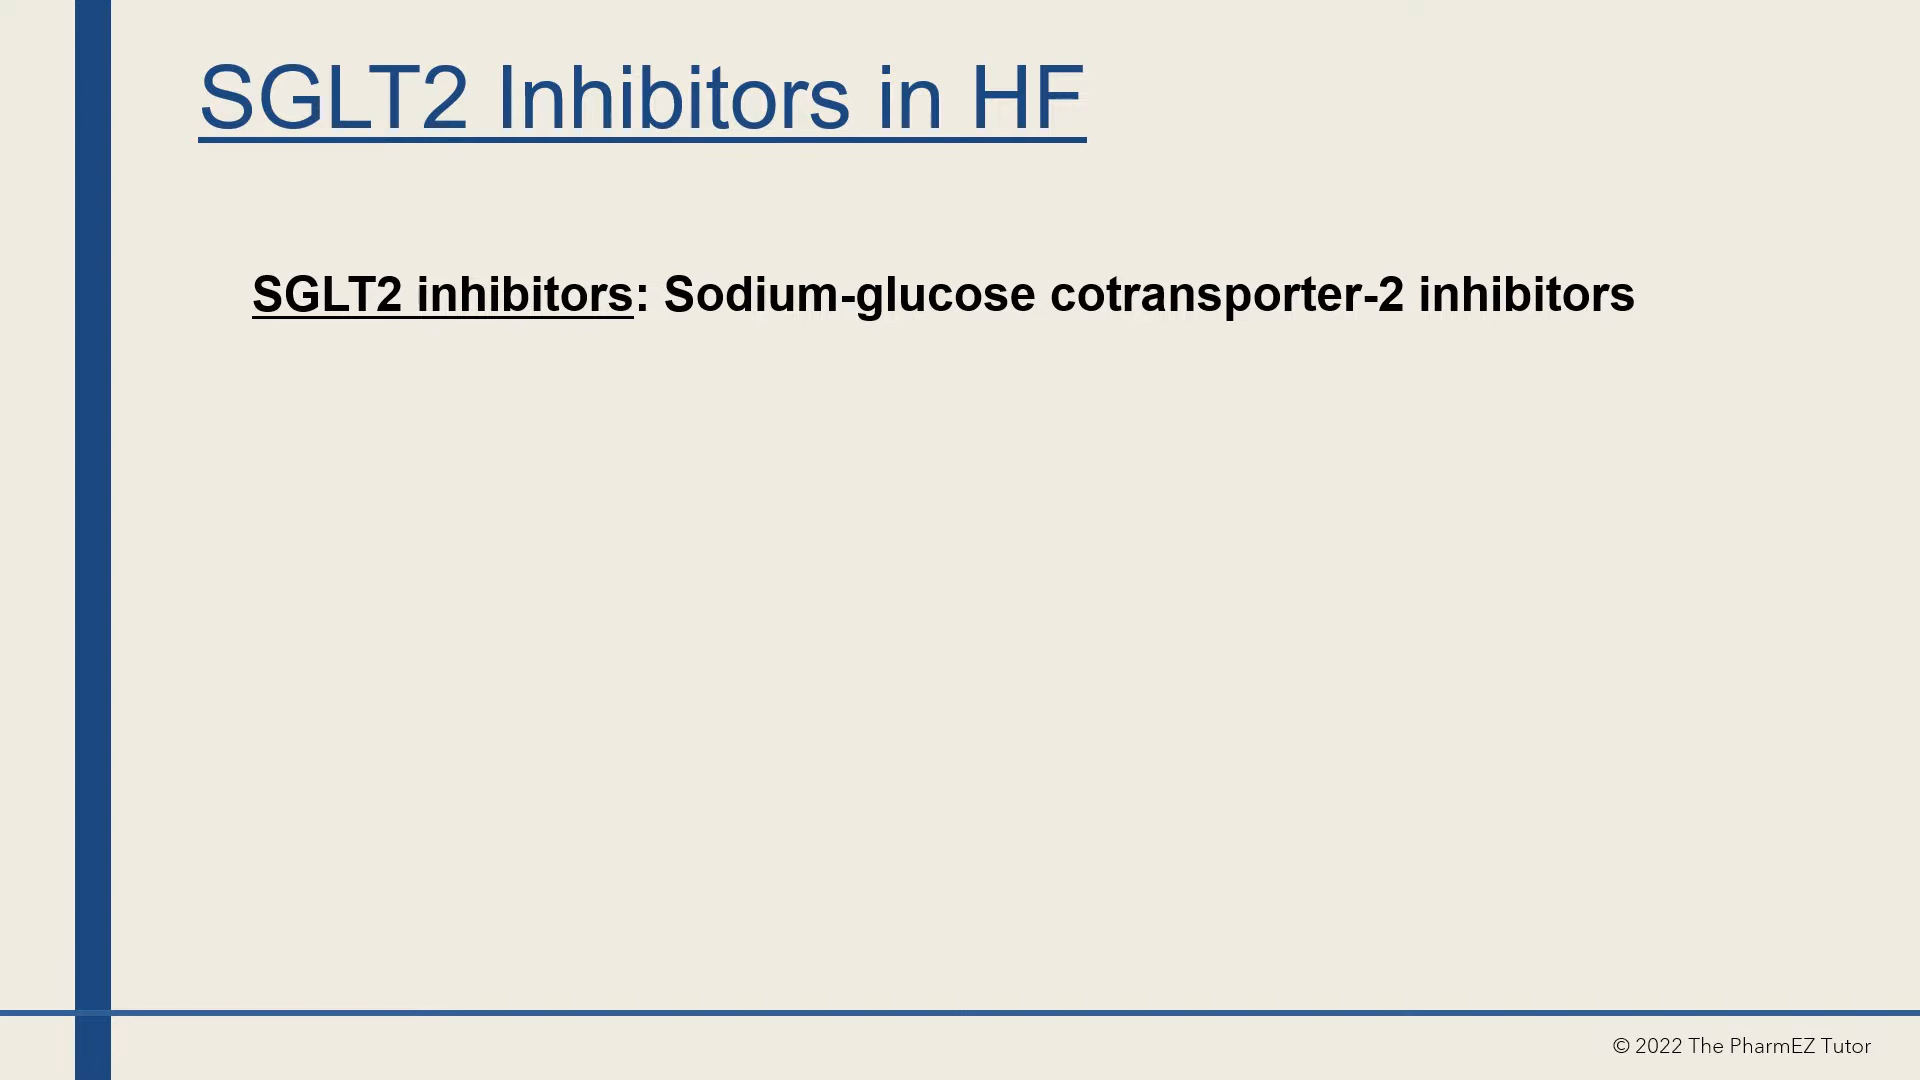 SGLT2 Inhibitors in HF
SGLT2 inhibitors: Sodium-glucose cotransporter-2 inhibitors
© 2022 The PharmEZ Tutor